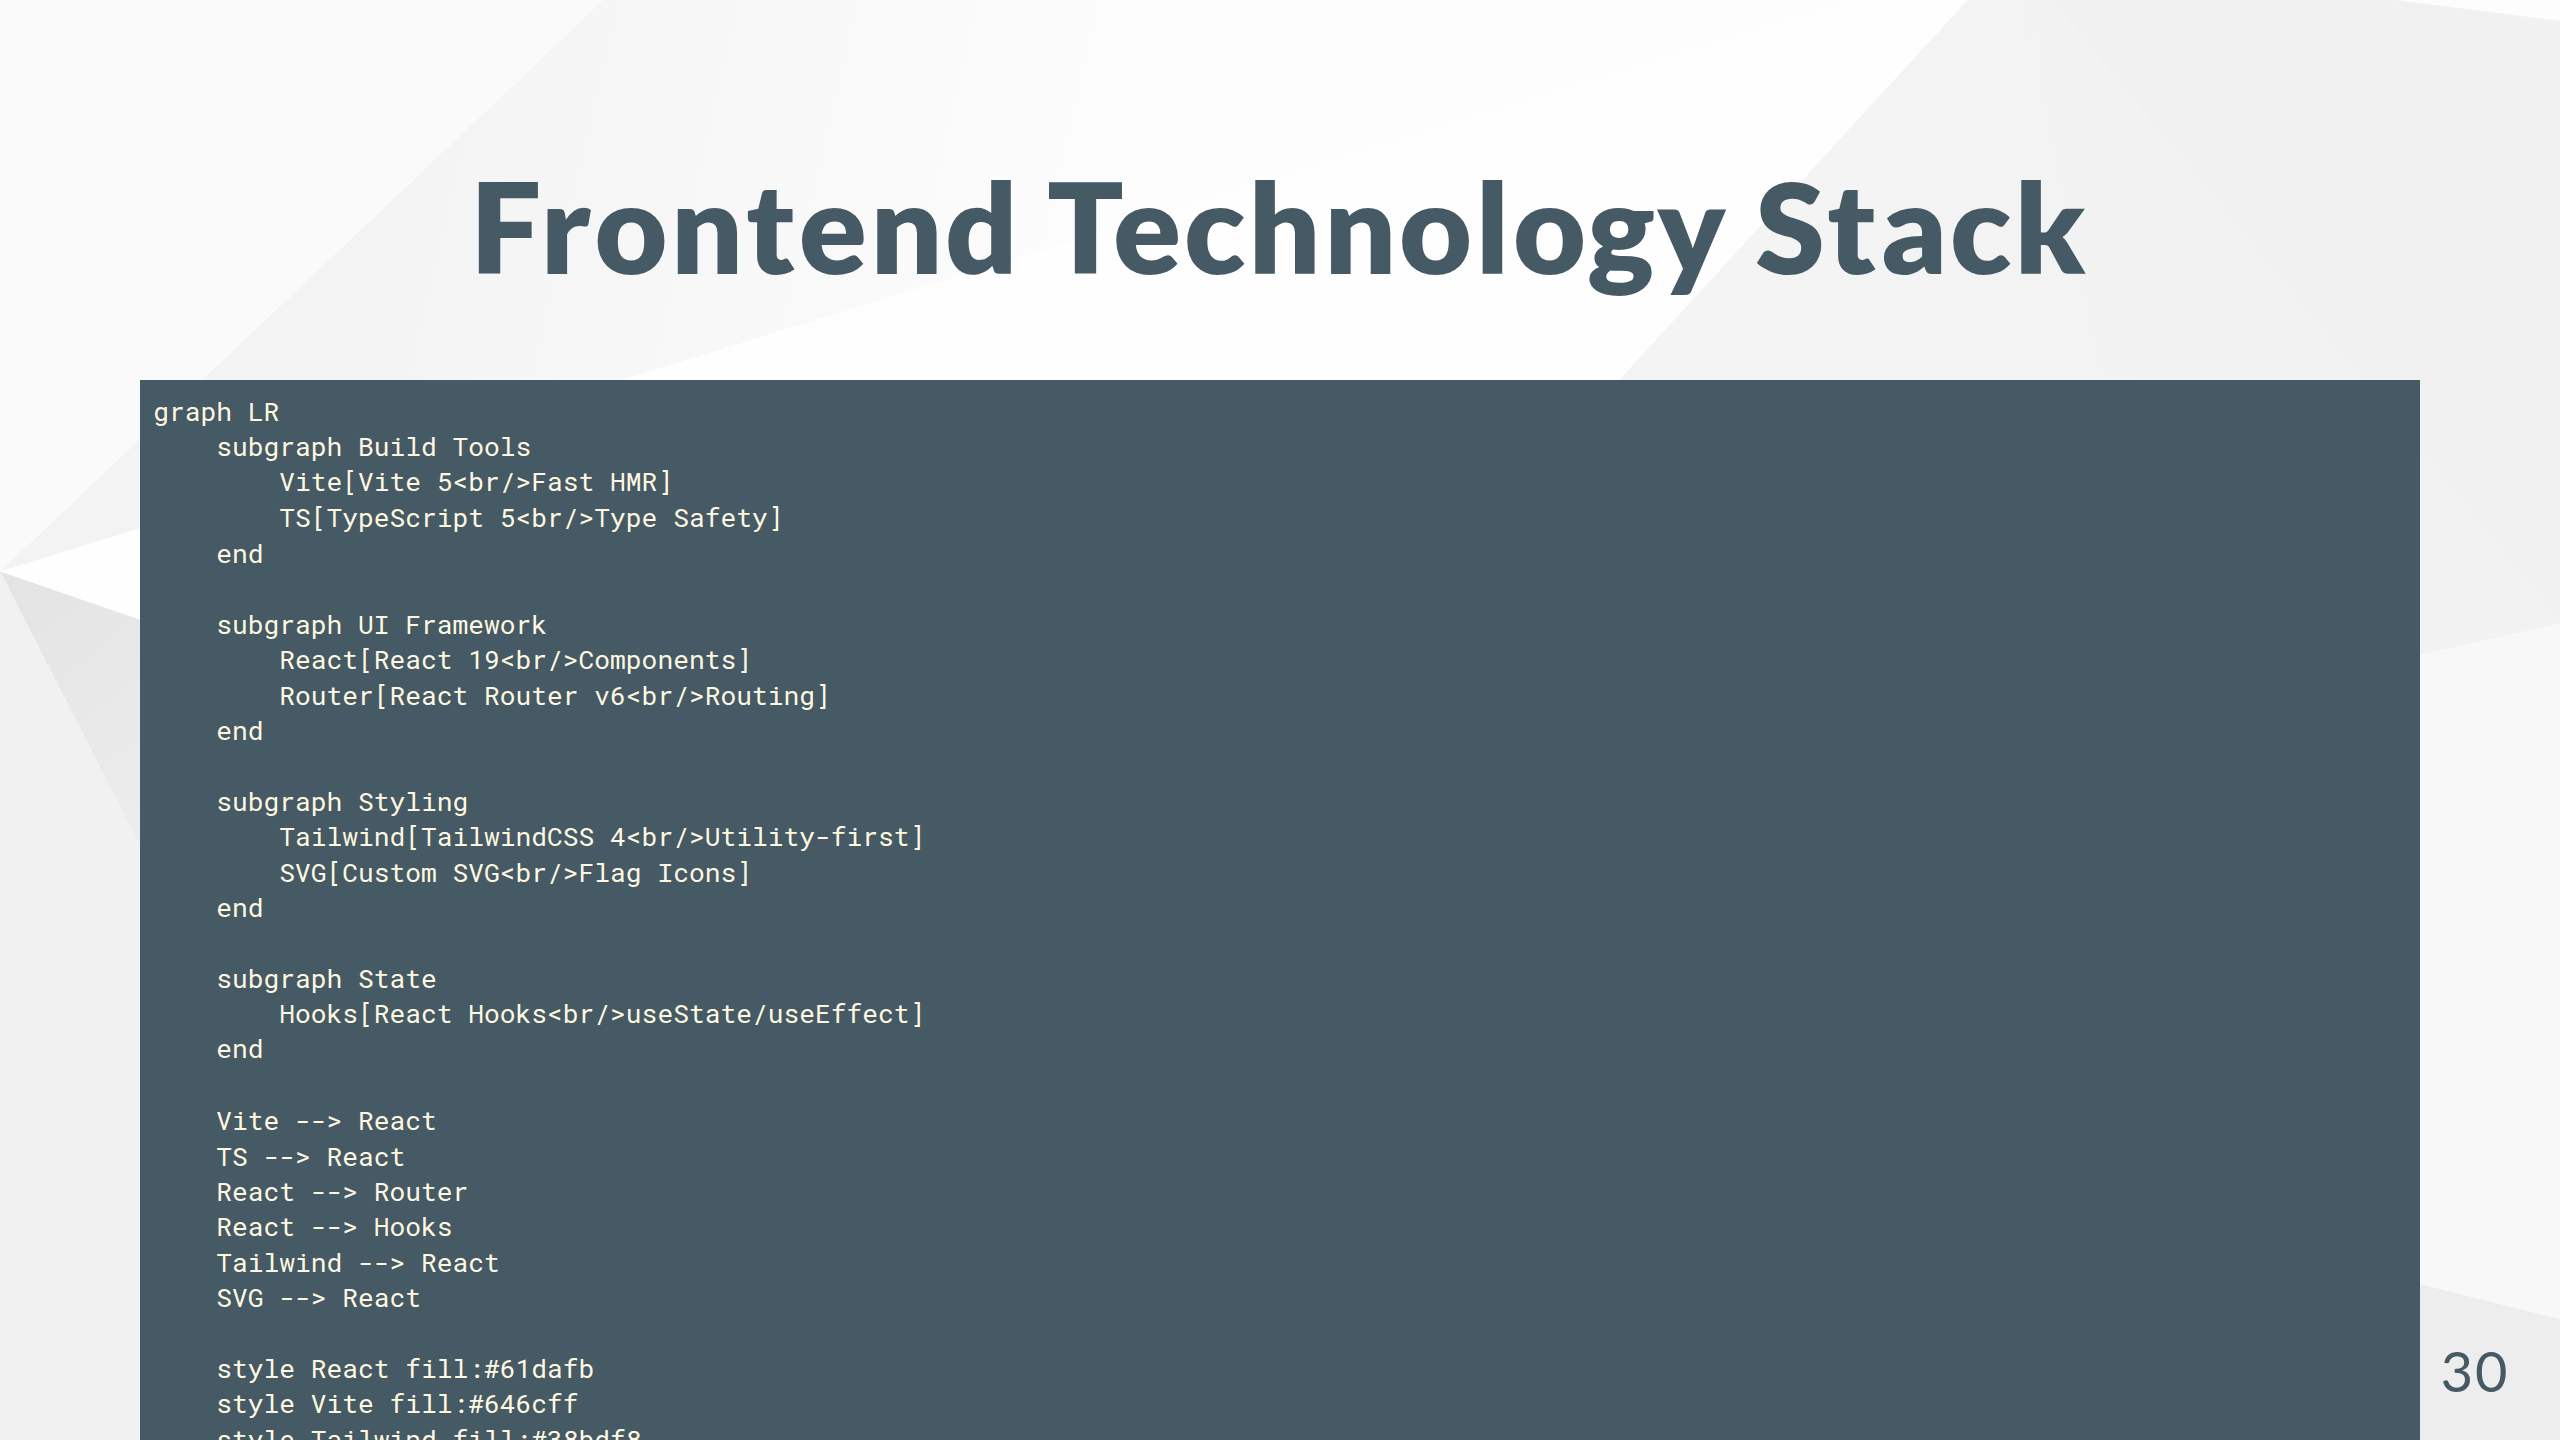 Frontend Technology Stack
graph LR
    subgraph Build Tools
        Vite[Vite 5<br/>Fast HMR]
        TS[TypeScript 5<br/>Type Safety]
    end

    subgraph UI Framework
        React[React 19<br/>Components]
        Router[React Router v6<br/>Routing]
    end

    subgraph Styling
        Tailwind[TailwindCSS 4<br/>Utility-first]
        SVG[Custom SVG<br/>Flag Icons]
    end

    subgraph State
        Hooks[React Hooks<br/>useState/useEffect]
    end

    Vite --> React
    TS --> React
    React --> Router
    React --> Hooks
    Tailwind --> React
    SVG --> React

    style React fill:#61dafb
    style Vite fill:#646cff
    style Tailwind fill:#38bdf8
30